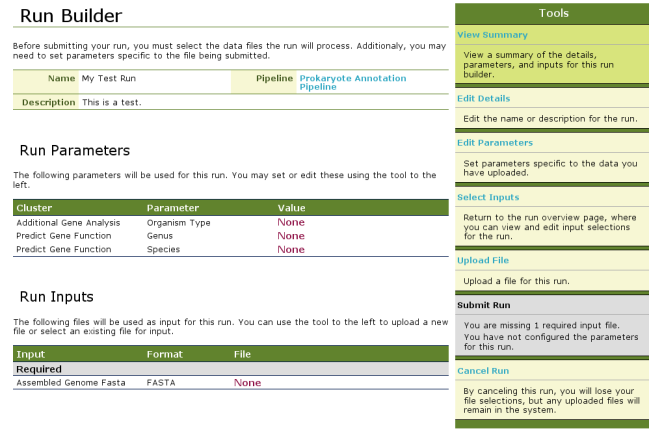 Run Builder
Before submitting your run, you must select the data files the run will process. Additionaly, you may
need to set parameters specific to the file being submitted.
Name My Test Run Pipeline Prokaryote Annotation
Pipeline
Description This is a test.
Run Parameters
The following parameters will be used for this run. You may set or edit these using the tool to the
left.
Cluster Parameter Value
Additional Gene Analysis Organism Type None
Predict Gene Function Genus None
Predict Gene Function Species None
Run Inputs
The following files will be used as input for this run. You can use the tool to the left to upload a new
file or select an existing file for input.
Input Format File
Required
Assembled Genome Fasta FASTA None
Tools
View Summary
View a summary of the details,
parameters, and inputs for this run
builder.
Edit Details
Edit the name or description for the run.
Edit Parameters
Set parameters specific to the data you
have uploaded.
Select Inputs
Return to the run overview page, where
you can view and edit input selections
for the run.
Upload File
Upload a file for this run.
Submit Run
You are missing 1 required input file.
You have not configured the parameters
for this run.
Cancel Run
By canceling this run, you will lose your
file selections, but any uploaded files will
remain in the system.